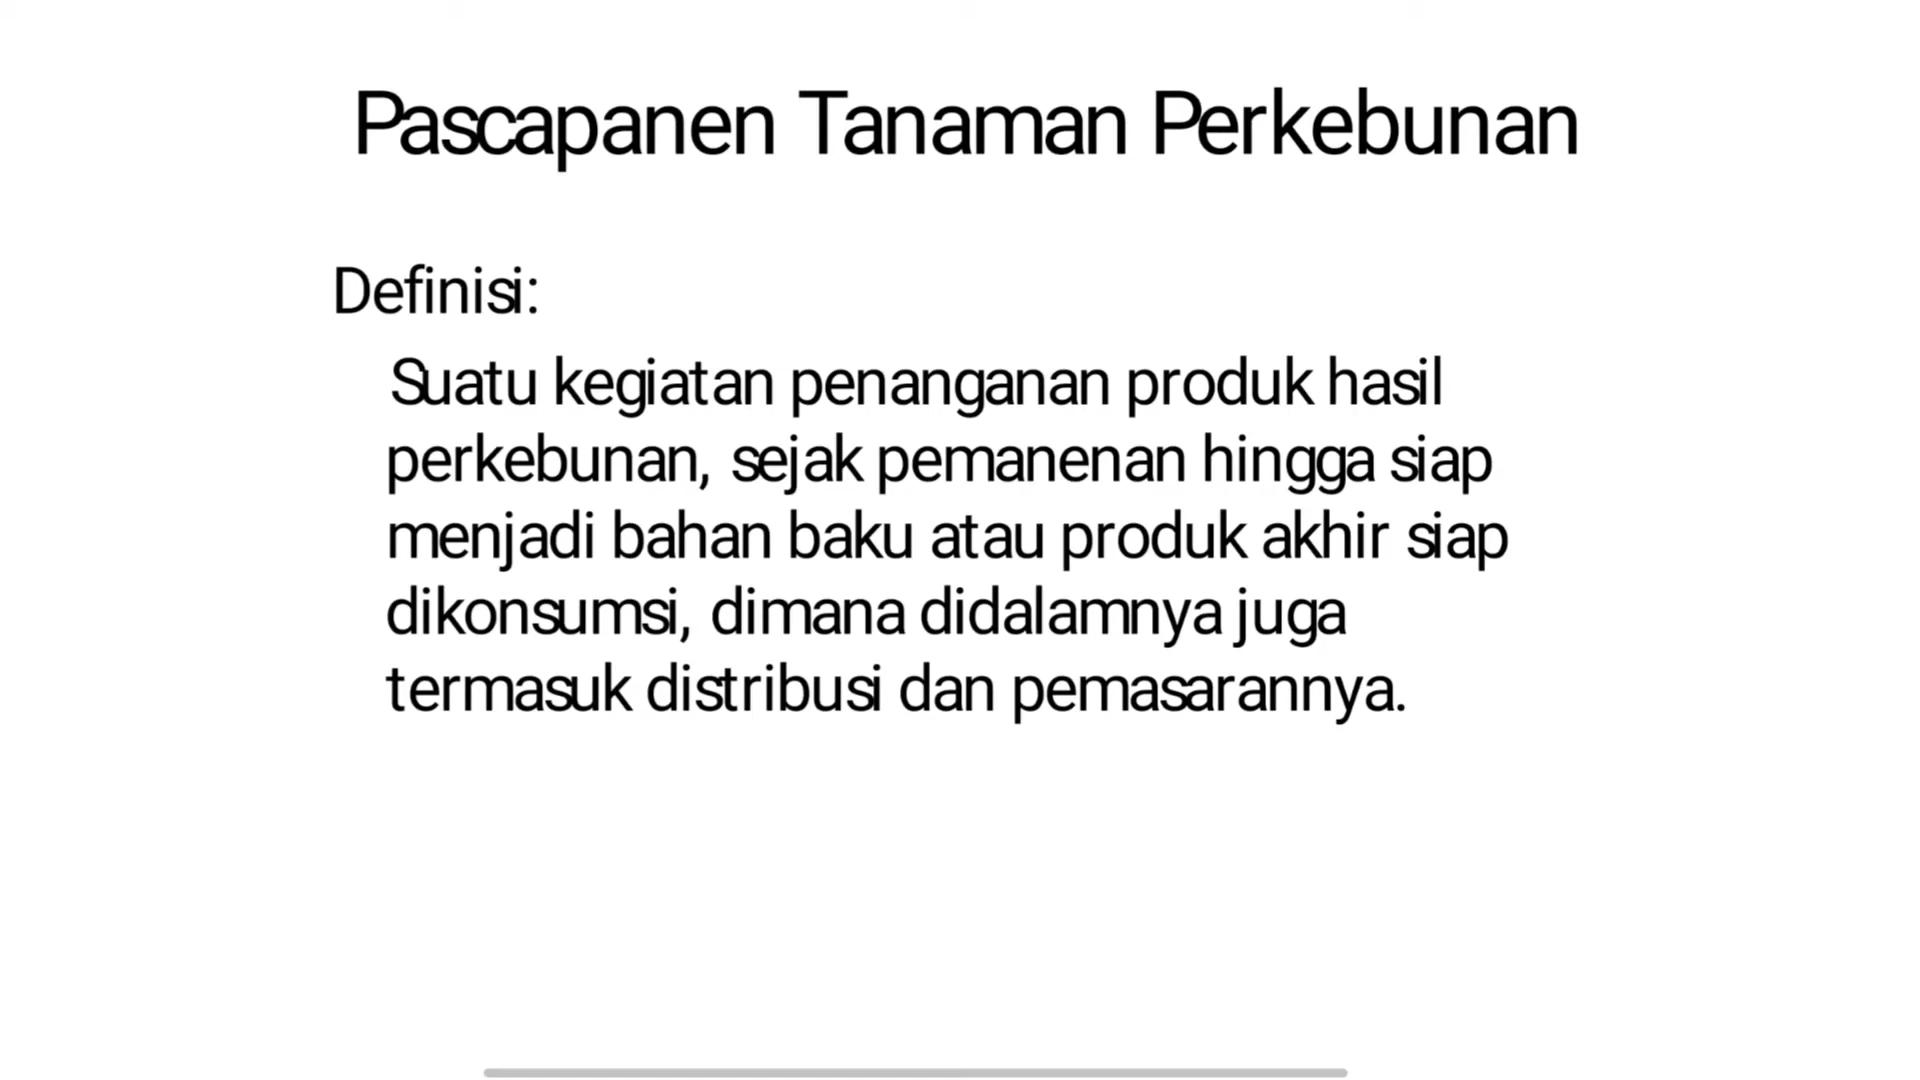 Pascapanen Tanaman Perkebunan
Definisi:
Suatu kegiatan penanganan produk hasil
perkebunan, sejak pemanenan hingga siap
menjadi bahan baku atau produk akhir siap
dikonsumsi, dimana didalamnya juga
termasuk distribusi dan pemasarannya.